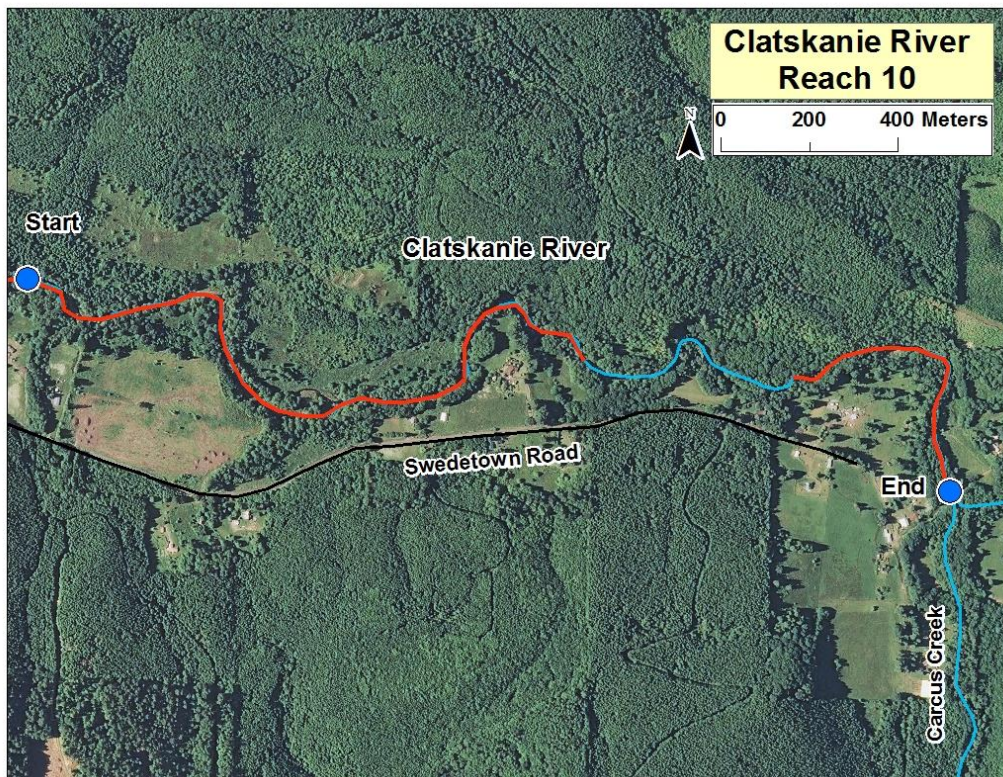 Clatskanie River
Reach 10
N
0 200 400 Meters
Start
Clatskanie River
Swedetown Road
End
Carcus Creek